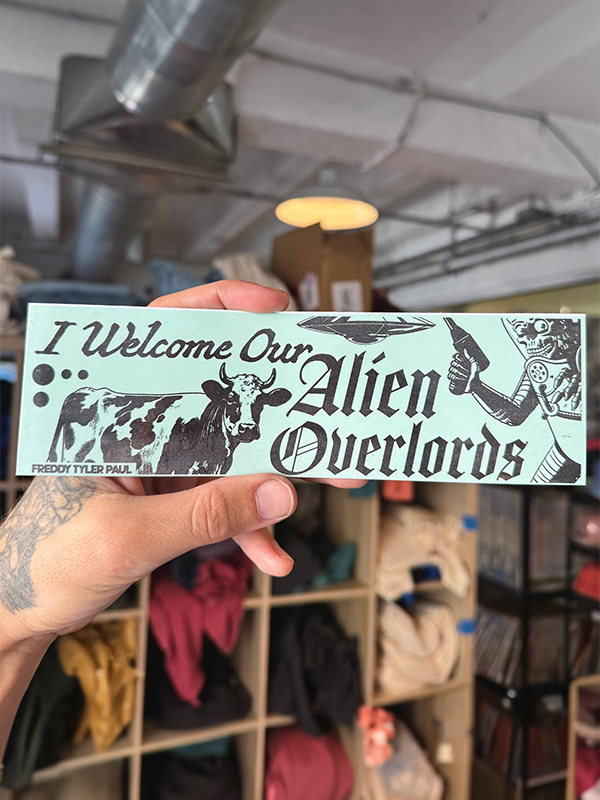 I Welcome Our
Alien
Overlords
FREDDY TYLER PAUL